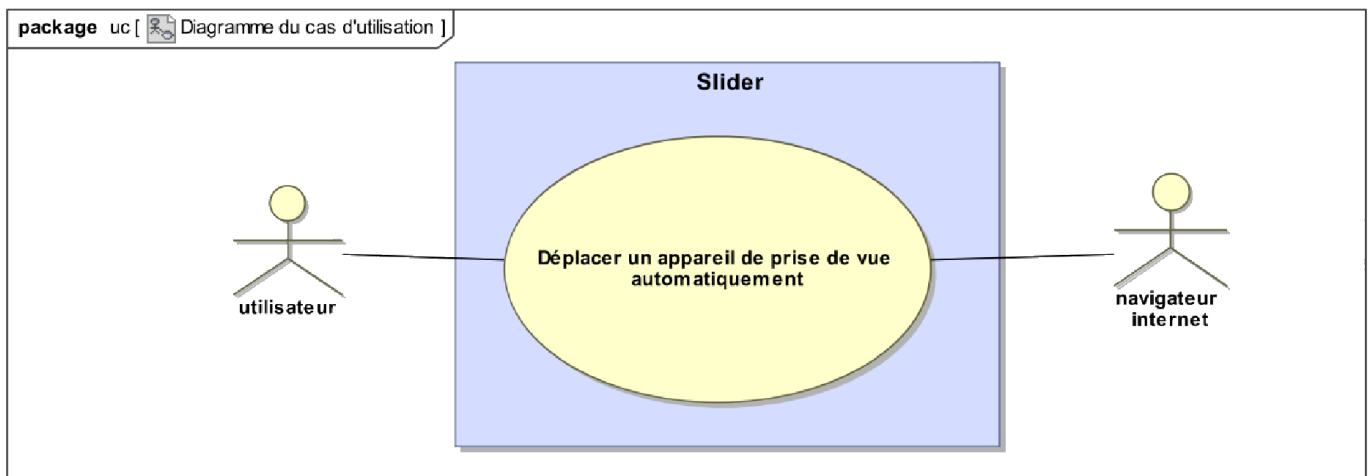 package uc [ Diagramme du cas d'utilisation ]
Slider
Déplacer un appareil de prise de vue
automatiquement
utilisateur
navigateur
internet